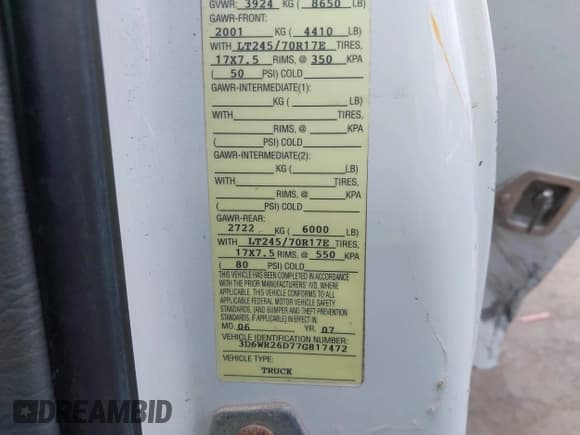 GVWR: 3924 KG ( 8650 LB)
GAWR-FRONT:
2001 KG ( 4410 LB)
WITH LT245/70R17E TIRES,
17X7.5 RIMS, @ 350 KPA
( 50 PSI) COLD
GAWR-INTERMEDIATE(1):
KG ( LB)
WITH TIRES,
RIMS, @ KPA
( PSI) COLD
GAWR-INTERMEDIATE(2):
KG ( LB)
WITH TIRES,
RIMS, @ KPA
( PSI) COLD
GAWR-REAR:
2722 KG ( 6000 LB)
WITH LT245/70R17E TIRES,
17X7.5 RIMS, @ 550 KPA
( 80 PSI) COLD
THIS VEHICLE HAS BEEN COMPLETED IN ACCORDANCE
WITH THE PRIOR MANUFACTURERS' IVD, WHERE
APPLICABLE. THIS VEHICLE CONFORMS TO ALL
APPLICABLE FEDERAL MOTOR VEHICLE SAFETY
STANDARDS, [AND BUMPER AND THEFT PREVENTION
STANDARDS, IF APPLICABLE] IN EFFECT IN:
MO. 06 YR. 07
VEHICLE IDENTIFICATION NUMBER:
3D6WR26D77G817472
VEHICLE TYPE:
TRUCK
DREAMBID